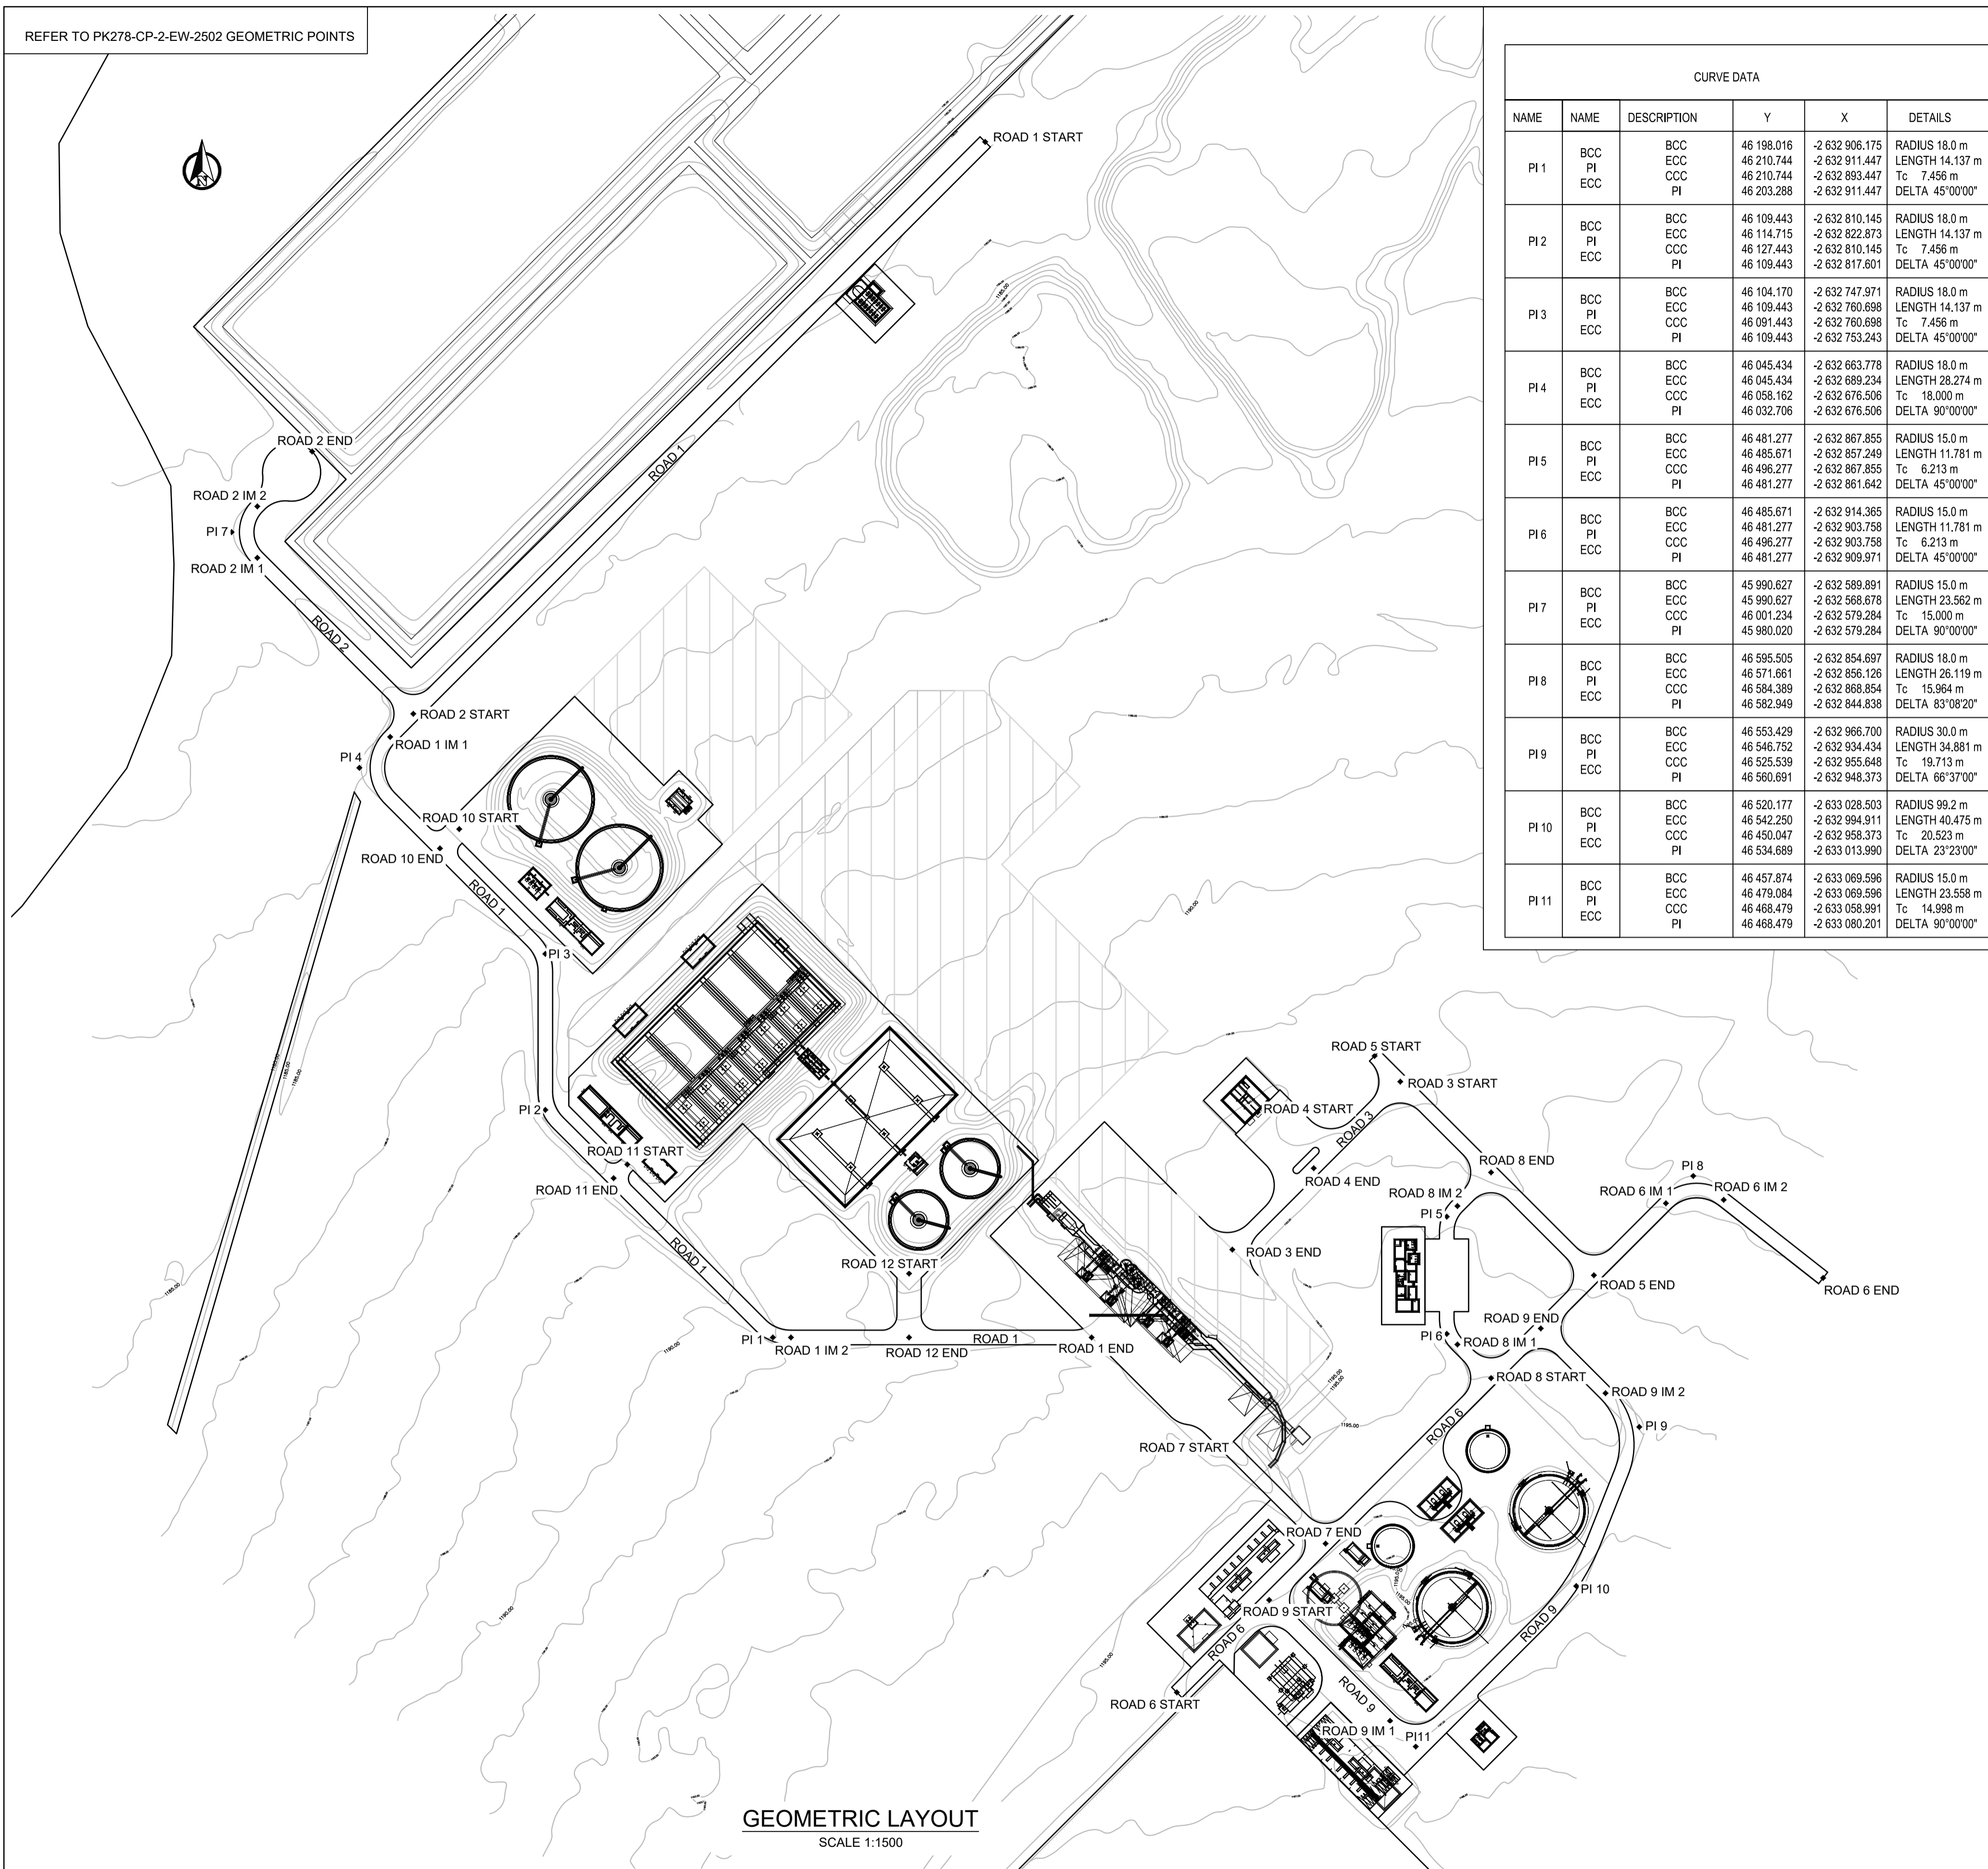 REFER TO PK278-CP-2-EW-2502 GEOMETRIC POINTS
N
ROAD 1 START
ROAD 1
1185.00
ROAD 2 END
ROAD 2 IM 2
PI 7
ROAD 2 IM 1
ROAD 2
ROAD 2 START
ROAD 1 IM 1
PI 4
ROAD 10 START
ROAD 10 END
ROAD 1
PI 3
1190.00
1185.00
1185.00
1185.00
PI 2
ROAD 11 START
ROAD 11 END
ROAD 1
1185.00
ROAD 12 START
PI 1
ROAD 1 IM 2
ROAD 12 END
ROAD 1
ROAD 1 END
1190.00
ROAD 5 START
ROAD 3 START
ROAD 4 START
ROAD 3
ROAD 4 END
ROAD 3 END
ROAD 8 END
PI 8
ROAD 8 IM 2
ROAD 6 IM 1
ROAD 6 IM 2
PI 5
ROAD 5 END
ROAD 6 END
ROAD 9 END
PI 6
ROAD 8 IM 1
ROAD 8 START
ROAD 9 IM 2
1195.00
1195.00
1195.00
PI 9
ROAD 6
ROAD 7 START
ROAD 7 END
1195.00
1195.00
PI 10
1190.00
ROAD 9 START
ROAD 9
ROAD 6
1195.00
ROAD 6 START
ROAD 9
ROAD 9 IM 1
PI11
GEOMETRIC LAYOUT
SCALE 1:1500
CURVE DATA
NAME NAME DESCRIPTION Y X DETAILS
PI 1
BCC
PI
ECC
BCC 46 198.016 -2 632 906.175 RADIUS 18.0 m
ECC 46 210.744 -2 632 911.447 LENGTH 14.137 m
CCC 46 210.744 -2 632 893.447 Tc 7.456 m
PI 46 203.288 -2 632 911.447 DELTA 45°00'00"
PI 2
BCC
PI
ECC
BCC 46 109.443 -2 632 810.145 RADIUS 18.0 m
ECC 46 114.715 -2 632 822.873 LENGTH 14.137 m
CCC 46 127.443 -2 632 810.145 Tc 7.456 m
PI 46 109.443 -2 632 817.601 DELTA 45°00'00"
PI 3
BCC
PI
ECC
BCC 46 104.170 -2 632 747.971 RADIUS 18.0 m
ECC 46 109.443 -2 632 760.698 LENGTH 14.137 m
CCC 46 091.443 -2 632 760.698 Tc 7.456 m
PI 46 109.443 -2 632 753.243 DELTA 45°00'00"
PI 4
BCC
PI
ECC
BCC 46 045.434 -2 632 663.778 RADIUS 18.0 m
ECC 46 045.434 -2 632 689.234 LENGTH 28.274 m
CCC 46 058.162 -2 632 676.506 Tc 18.000 m
PI 46 032.706 -2 632 676.506 DELTA 90°00'00"
PI 5
BCC
PI
ECC
BCC 46 481.277 -2 632 867.855 RADIUS 15.0 m
ECC 46 485.671 -2 632 857.249 LENGTH 11.781 m
CCC 46 496.277 -2 632 867.855 Tc 6.213 m
PI 46 481.277 -2 632 861.642 DELTA 45°00'00"
PI 6
BCC
PI
ECC
BCC 46 485.671 -2 632 914.365 RADIUS 15.0 m
ECC 46 481.277 -2 632 903.758 LENGTH 11.781 m
CCC 46 496.277 -2 632 903.758 Tc 6.213 m
PI 46 481.277 -2 632 909.971 DELTA 45°00'00"
PI 7
BCC
PI
ECC
BCC 45 990.627 -2 632 589.891 RADIUS 15.0 m
ECC 45 990.627 -2 632 568.678 LENGTH 23.562 m
CCC 46 001.234 -2 632 579.284 Tc 15.000 m
PI 45 980.020 -2 632 579.284 DELTA 90°00'00"
PI 8
BCC
PI
ECC
BCC 46 595.505 -2 632 854.697 RADIUS 18.0 m
ECC 46 571.661 -2 632 856.126 LENGTH 26.119 m
CCC 46 584.389 -2 632 868.854 Tc 15.964 m
PI 46 582.949 -2 632 844.838 DELTA 83°08'20"
PI 9
BCC
PI
ECC
BCC 46 553.429 -2 632 966.700 RADIUS 30.0 m
ECC 46 546.752 -2 632 934.434 LENGTH 34.881 m
CCC 46 525.539 -2 632 955.648 Tc 19.713 m
PI 46 560.691 -2 632 948.373 DELTA 66°37'00"
PI 10
BCC
PI
ECC
BCC 46 520.177 -2 633 028.503 RADIUS 99.2 m
ECC 46 542.250 -2 632 994.911 LENGTH 40.475 m
CCC 46 450.047 -2 632 958.373 Tc 20.523 m
PI 46 534.689 -2 633 013.990 DELTA 23°23'00"
PI 11
BCC
PI
ECC
BCC 46 457.874 -2 633 069.596 RADIUS 15.0 m
ECC 46 479.084 -2 633 069.596 LENGTH 23.558 m
CCC 46 468.479 -2 633 058.991 Tc 14.998 m
PI 46 468.479 -2 633 080.201 DELTA 90°00'00"